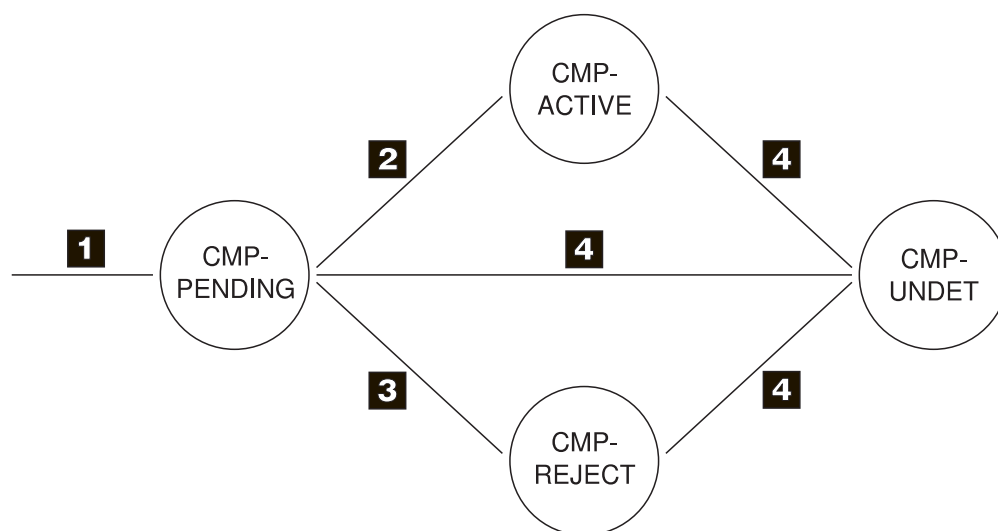 CMP-
ACTIVE
2
4
1
CMP-
PENDING
4
CMP-
UNDET
3
4
CMP-
REJECT